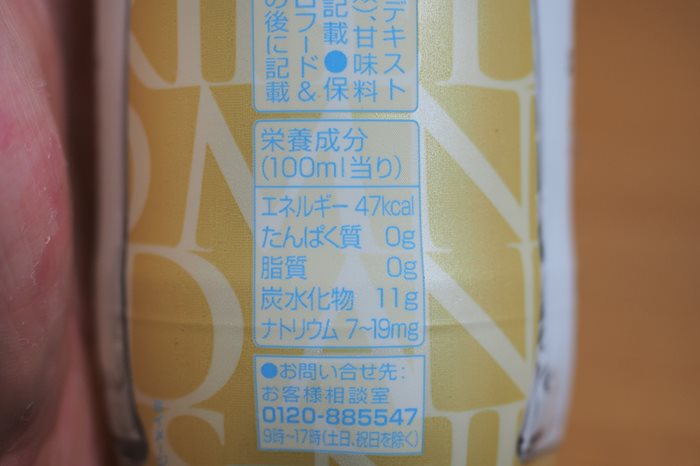 デキスト
、甘味料
記載●保
ロフード&
の後に記載
栄養成分
(100ml当り)
エネルギー 47kcal
たんぱく質 0g
脂質 0g
炭水化物 11g
ナトリウム 7~19mg
●お問い合せ先:
お客様相談室
0120-885547
9時~17時(土日、祝日を除く)